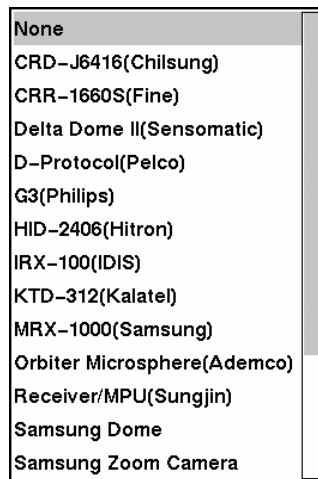 None
CRD-J6416(Chilsung)
CRR-1660S(Fine)
Delta Dome II(Sensomatic)
D-Protocol(Pelco)
G3(Philips)
HID-2406(Hitron)
IRX-100(IDIS)
KTD-312(Kalatel)
MRX-1000(Samsung)
Orbiter Microsphere(Ademco)
Receiver/MPU(Sungjin)
Samsung Dome
Samsung Zoom Camera